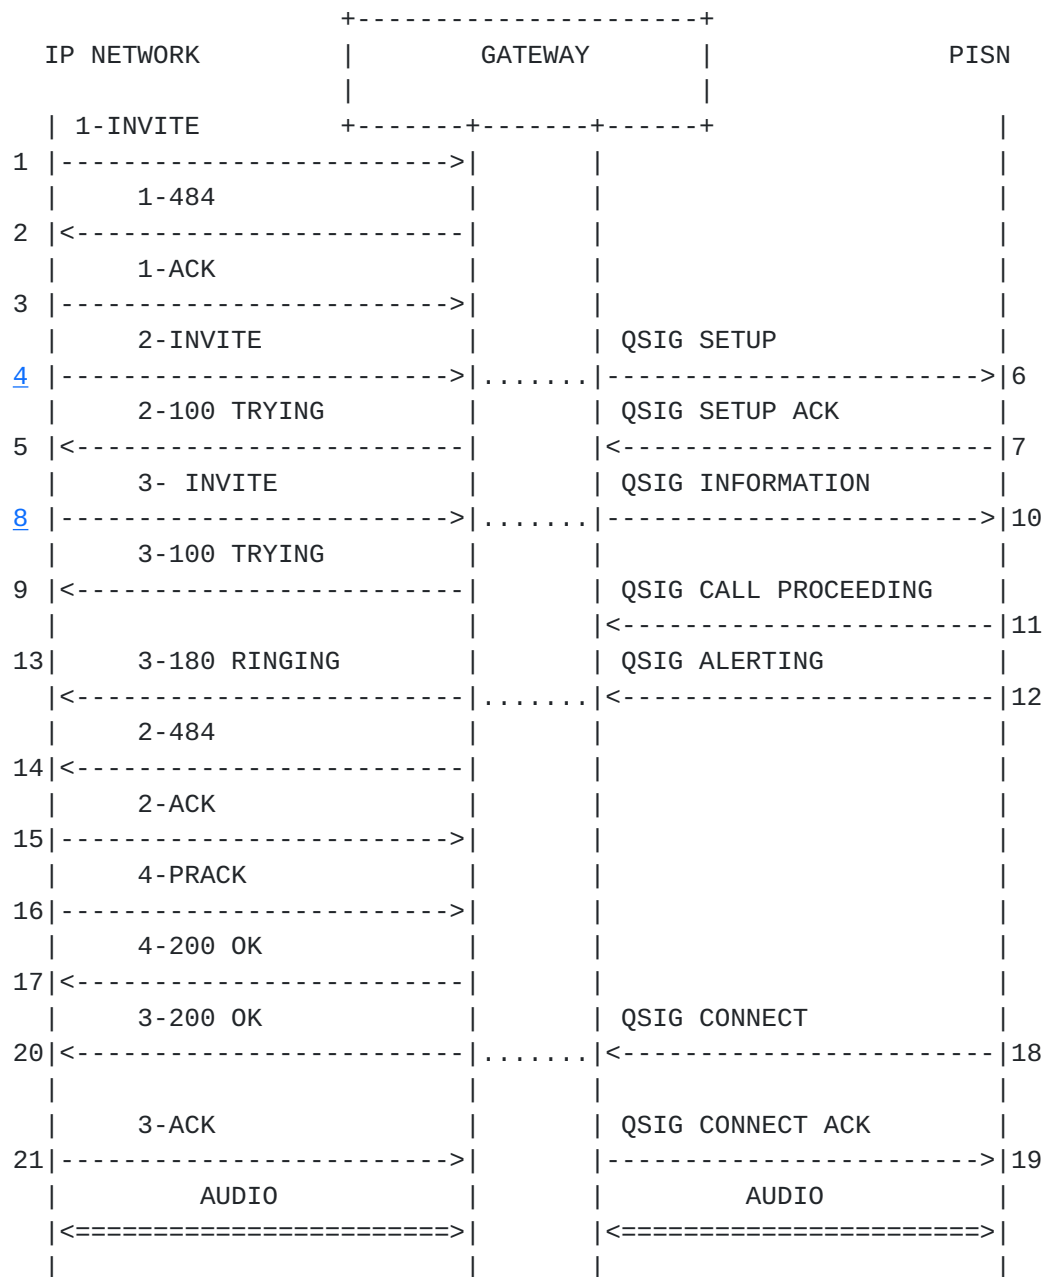 +----------------------+
  IP NETWORK         |        GATEWAY       |               PISN
                     |                      |
  | 1-INVITE         +-------+-------+------+                  |
1 |------------------------->|       |                         |
  |     1-484                |       |                         |
2 |<-------------------------|       |                         |
  |     1-ACK                |       |                         |
3 |------------------------->|       |                         |
  |     2-INVITE             |       | QSIG SETUP              |
4 |------------------------->|.......|------------------------>|6
  |     2-100 TRYING         |       | QSIG SETUP ACK          |
5 |<-------------------------|       |<------------------------|7
  |     3- INVITE            |       | QSIG INFORMATION        |
8 |------------------------->|.......|------------------------>|10
  |     3-100 TRYING         |       |                         |
9 |<-------------------------|       | QSIG CALL PROCEEDING    |
  |                          |       |<------------------------|11
13|     3-180 RINGING        |       | QSIG ALERTING           |
  |<-------------------------|.......|<------------------------|12
  |     2-484                |       |                         |
14|<-------------------------|       |                         |
  |     2-ACK                |       |                         |
15|------------------------->|       |                         |
  |     4-PRACK              |       |                         |
16|------------------------->|       |                         |
  |     4-200 OK             |       |                         |
17|<-------------------------|       |                         |
  |     3-200 OK             |       | QSIG CONNECT            |
20|<-------------------------|.......|<------------------------|18
  |                          |       |                         |
  |     3-ACK                |       | QSIG CONNECT ACK        |
21|------------------------->|       |------------------------>|19
  |         AUDIO            |       |         AUDIO           |
  |<========================>|       |<=======================>|
  |                          |       |                         |